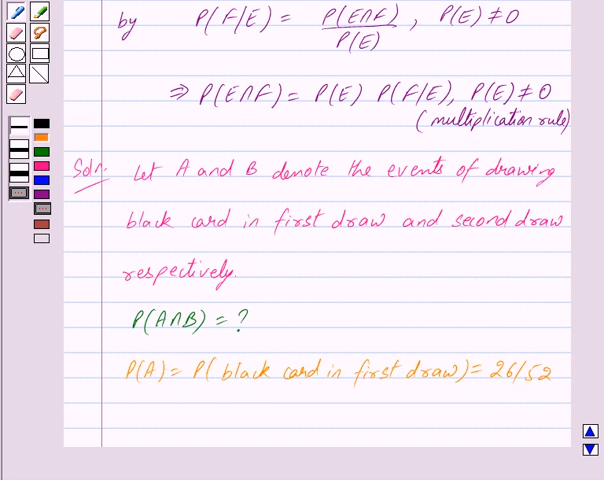 by P(F/E) = P(E∩F)/P(E) , P(E) ≠ 0
⇒ P(E∩F) = P(E) P(F/E), P(E) ≠ 0
(multiplication rule)
Soln. Let A and B denote the events of drawing
black card in first draw and second draw
respectively.
P(A∩B) = ?
P(A) = P( black card in first draw) = 26/52